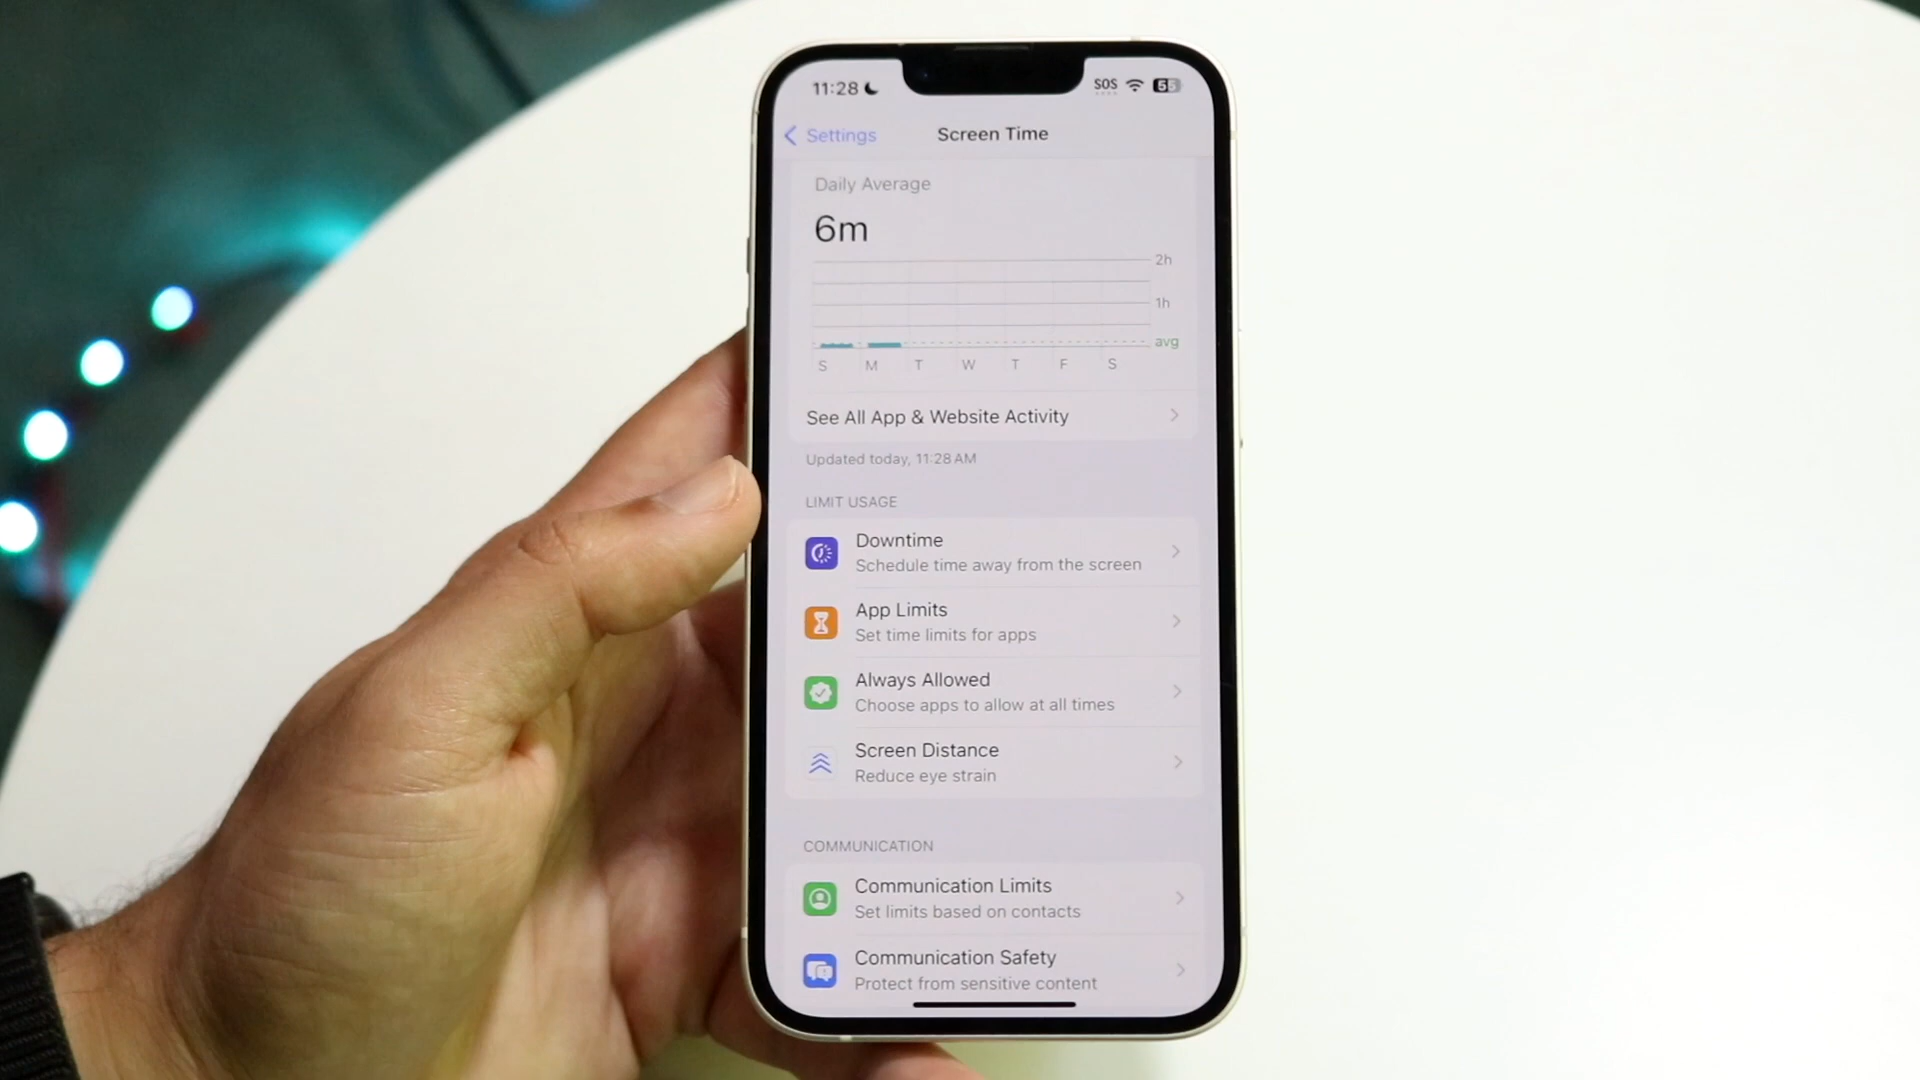 11:28
SOS
55
Settings
Screen Time
Daily Average
6m
2h
1h
avg
S M T W T F S
See All App & Website Activity
Updated today, 11:28 AM
LIMIT USAGE
Downtime
Schedule time away from the screen
App Limits
Set time limits for apps
Always Allowed
Choose apps to allow at all times
Screen Distance
Reduce eye strain
COMMUNICATION
Communication Limits
Set limits based on contacts
Communication Safety
Protect from sensitive content